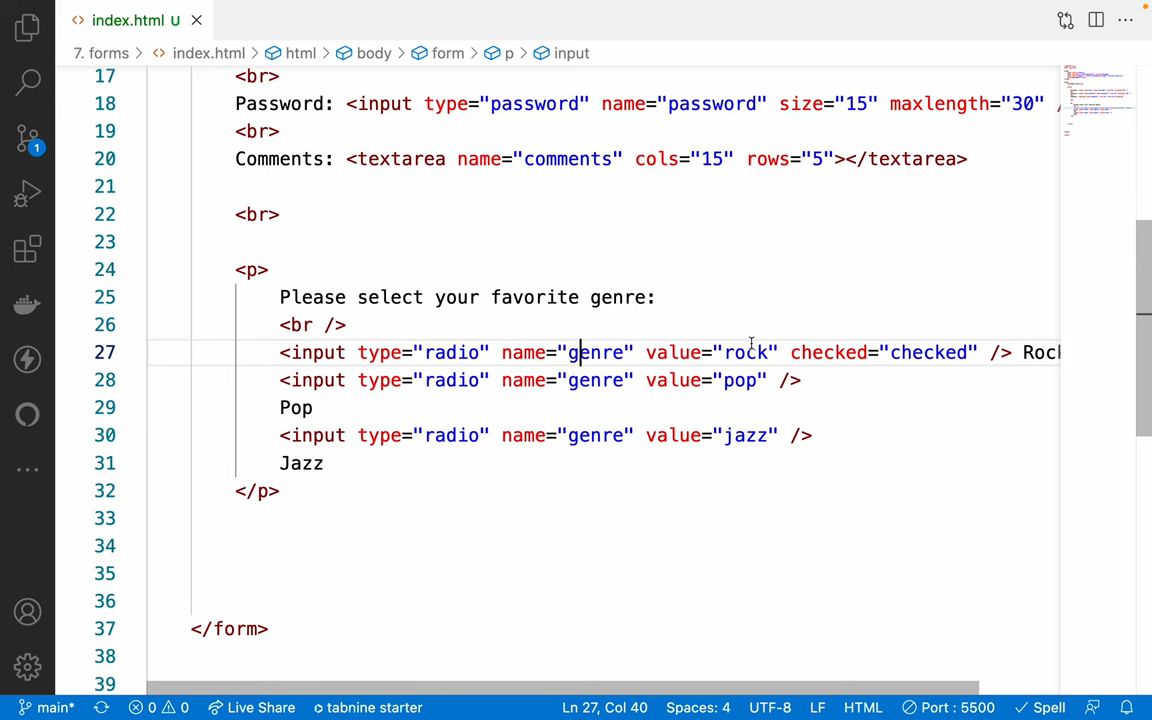 <> index.html U ×
7. forms > <> index.html > html > body > form > p > input
17 <br>
18 Password: <input type="password" name="password" size="15" maxlength="30" /
19 <br>
20 Comments: <textarea name="comments" cols="15" rows="5"></textarea>
21
22 <br>
23
24 <p>
25 Please select your favorite genre:
26 <br />
27 <input type="radio" name="genre" value="rock" checked="checked" /> Rock
28 <input type="radio" name="genre" value="pop" />
29 Pop
30 <input type="radio" name="genre" value="jazz" />
31 Jazz
32 </p>
33
34
35
36
37 </form>
38
39
1
main* 0 0 Live Share tabnine starter Ln 27, Col 40 Spaces: 4 UTF-8 LF HTML Port : 5500 Spell